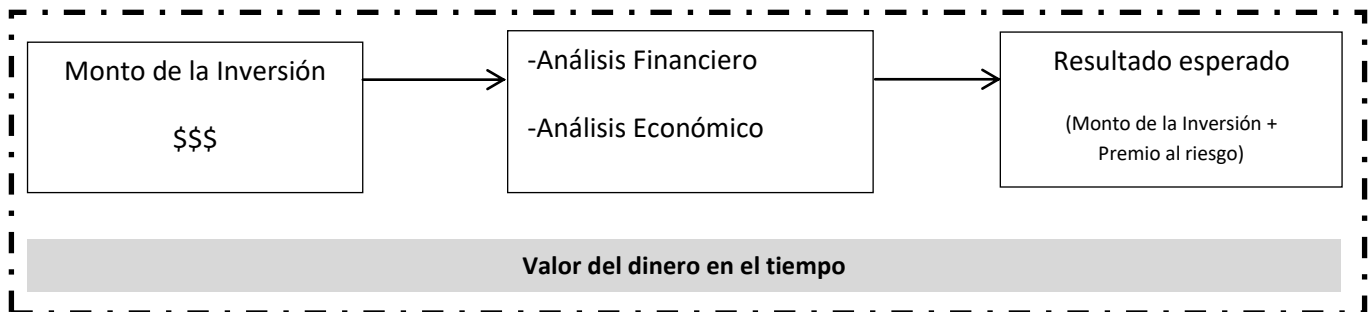 Monto de la Inversión
$$$
-Análisis Financiero
-Análisis Económico
Resultado esperado
(Monto de la Inversión +
Premio al riesgo)
Valor del dinero en el tiempo